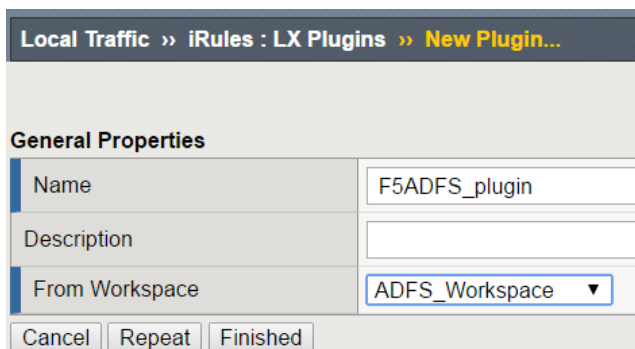 Local Traffic ›› iRules : LX Plugins ›› New Plugin...
General Properties
Name F5ADFS_plugin
Description
From Workspace ADFS_Workspace
Cancel Repeat Finished